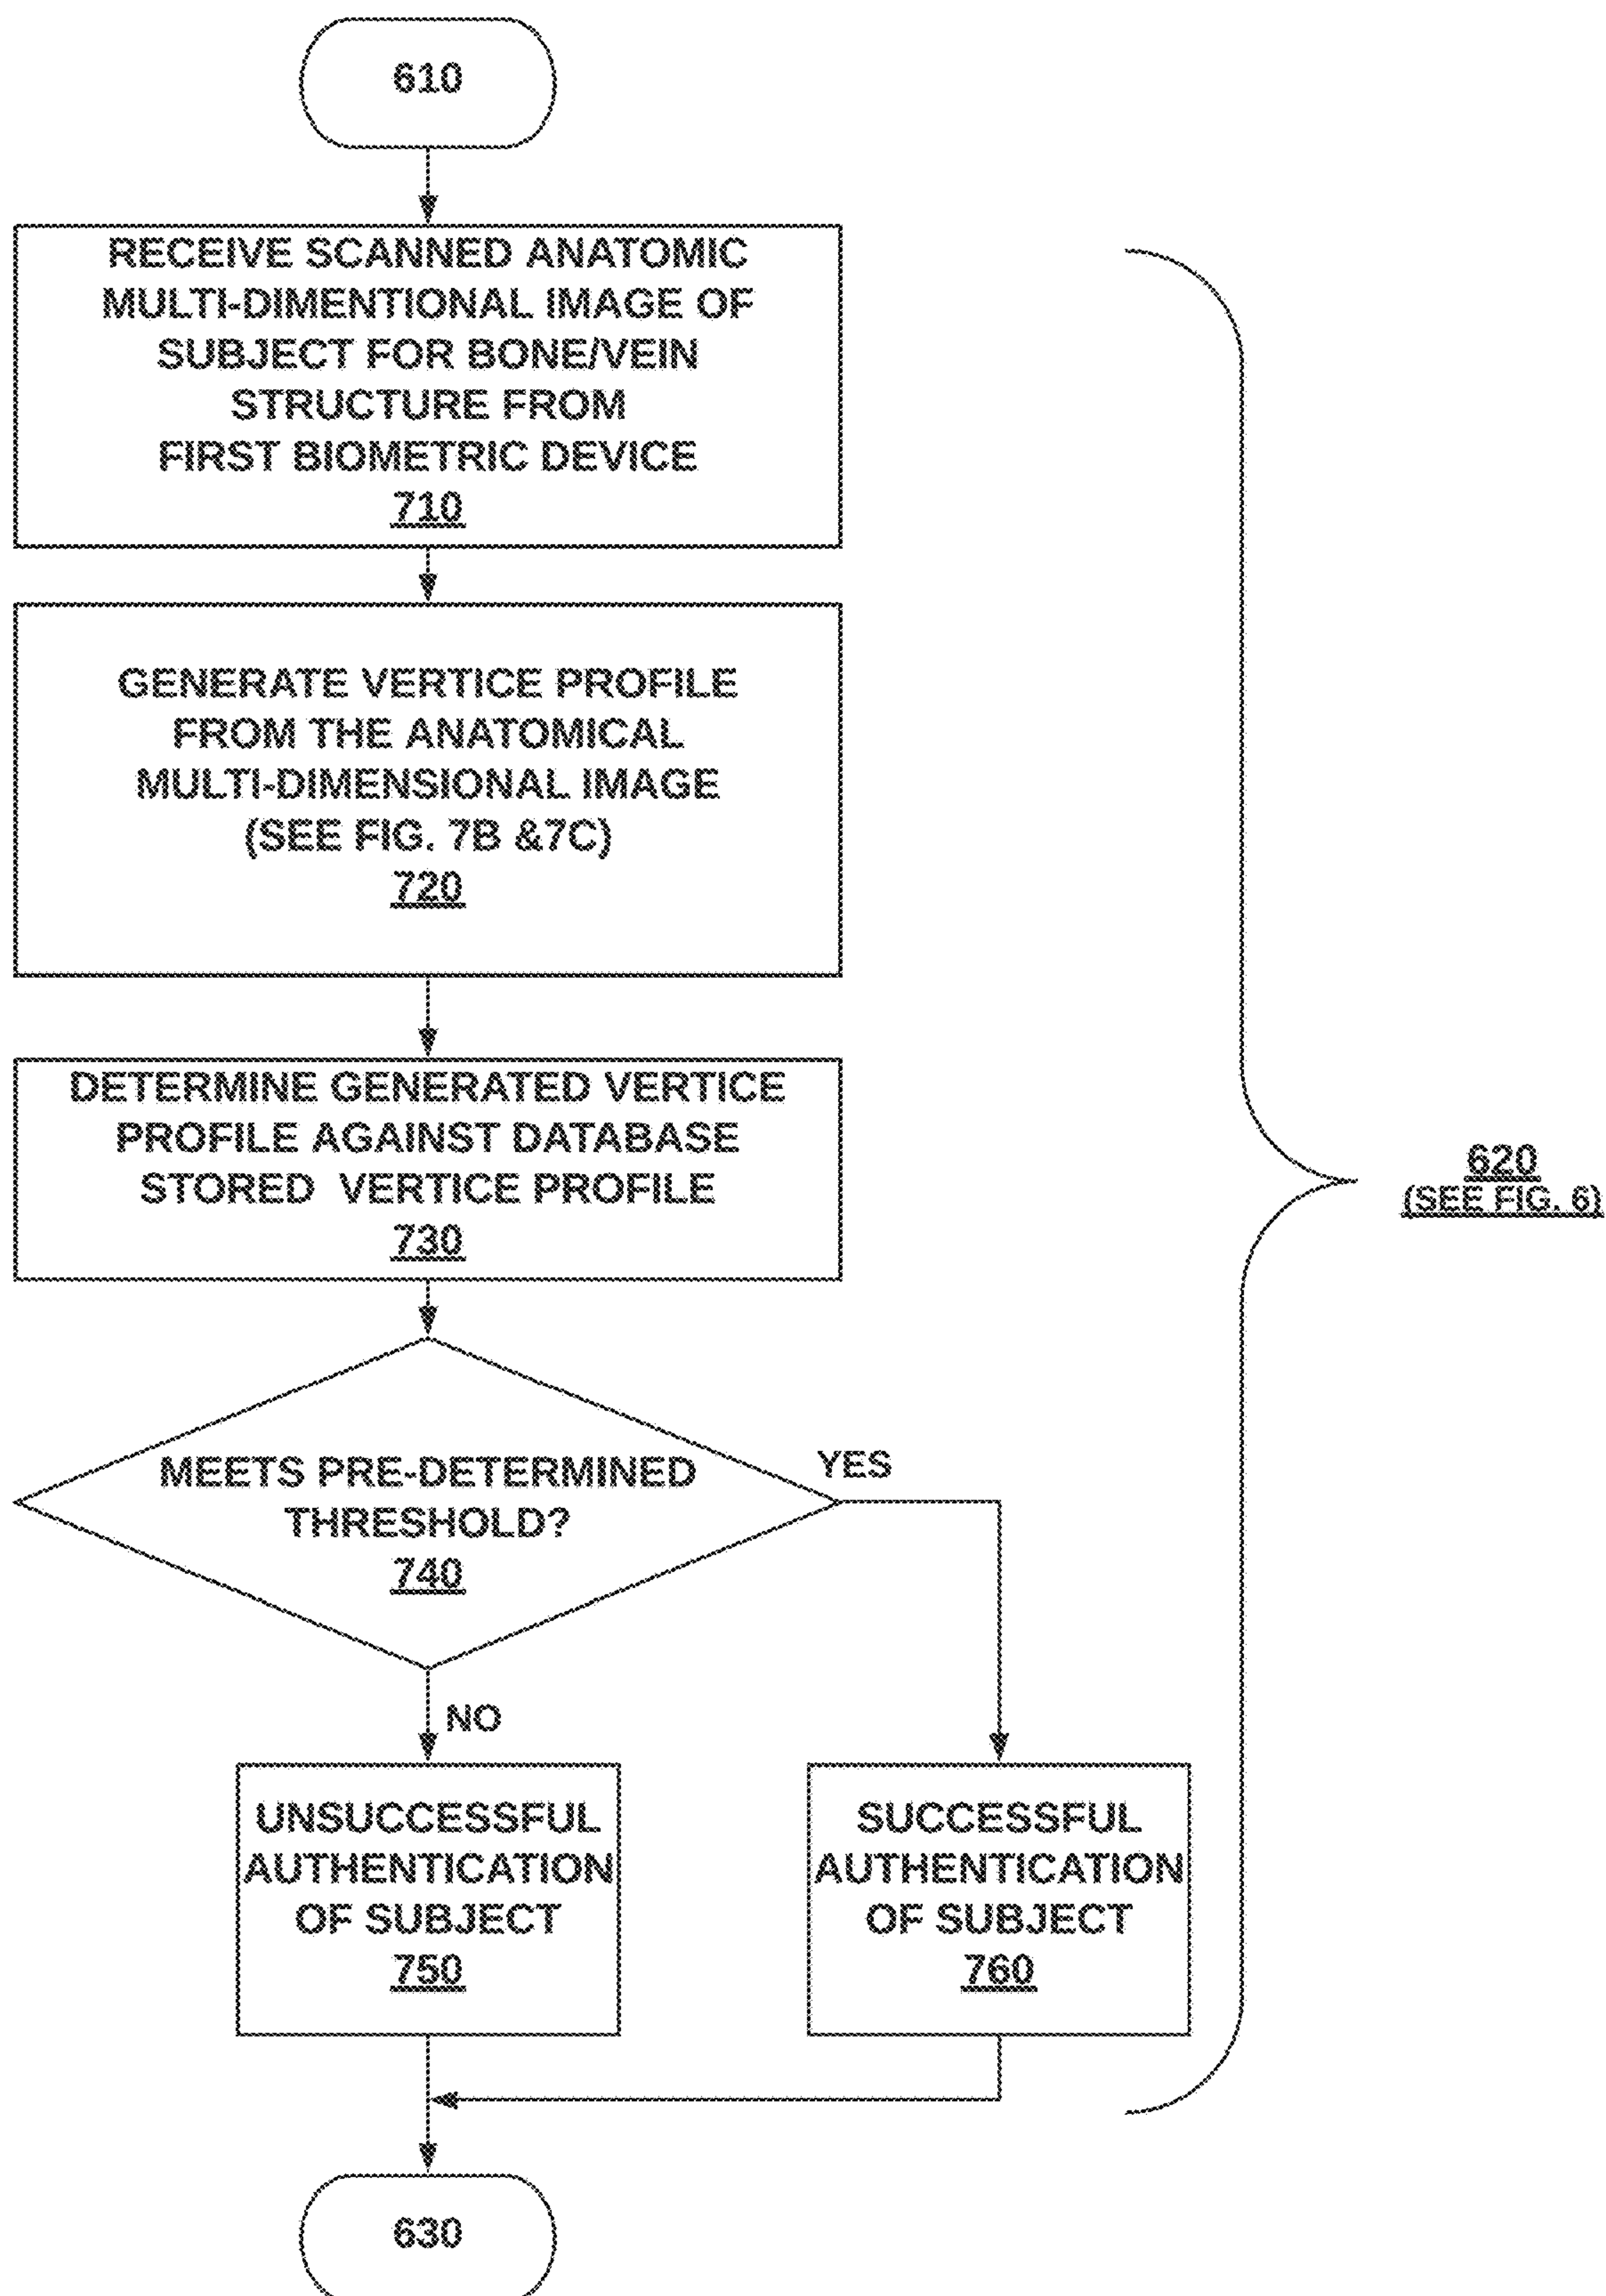 610
RECEIVE SCANNED ANATOMIC
MULTI-DIMENTIONAL IMAGE OF
SUBJECT FOR BONE/VEIN
STRUCTURE FROM
FIRST BIOMETRIC DEVICE
710
GENERATE VERTICE PROFILE
FROM THE ANATOMICAL
MULTI-DIMENSIONAL IMAGE
(SEE FIG. 7B &7C)
720
DETERMINE GENERATED VERTICE
PROFILE AGAINST DATABASE
STORED  VERTICE PROFILE
730
620
(SEE FIG. 6)
MEETS PRE-DETERMINED
THRESHOLD?
740
YES
NO
UNSUCCESSFUL
AUTHENTICATION
OF SUBJECT
750
SUCCESSFUL
AUTHENTICATION
OF SUBJECT
760
630